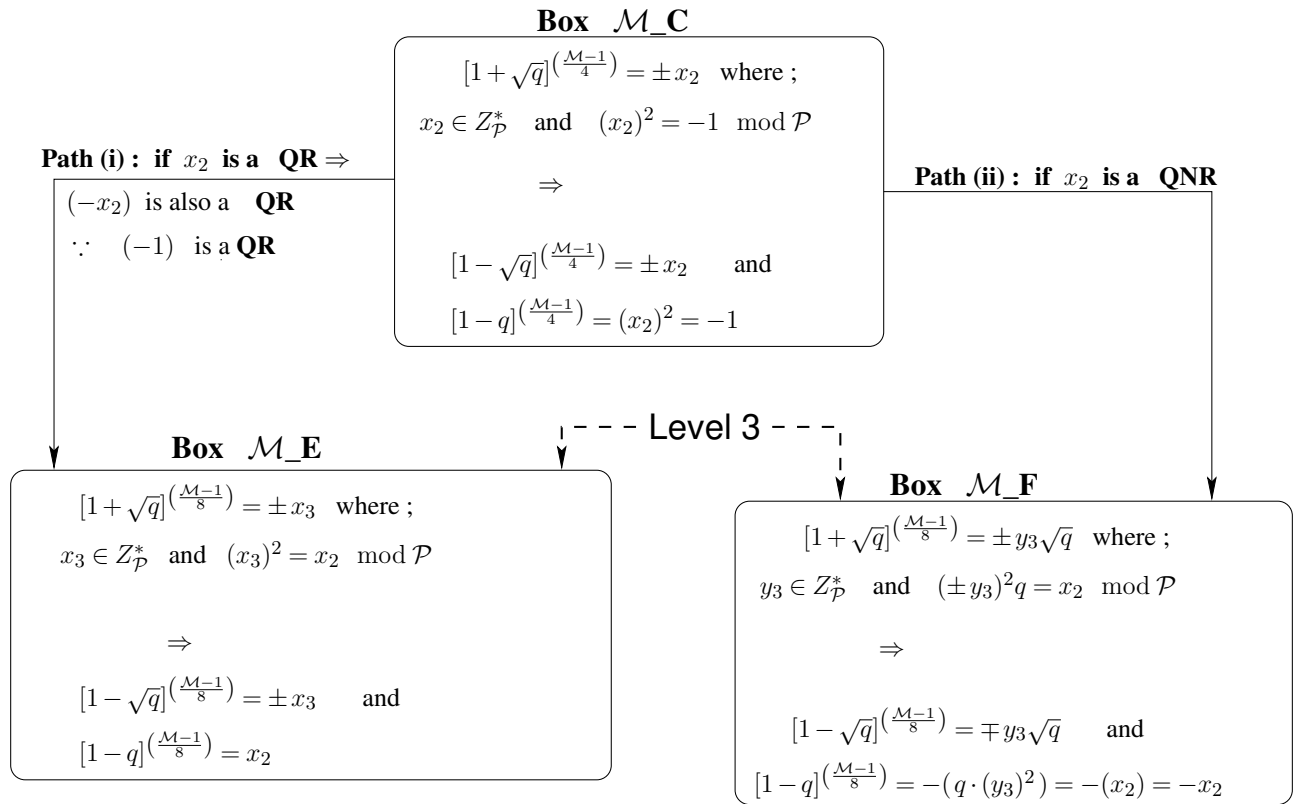 Box 𝓜_C
[1 + √q]^((𝓜−1)/4) = ± x₂ where ;
x₂ ∈ Z*_𝒫 and (x₂)² = −1 mod 𝒫
⇒
[1 − √q]^((𝓜−1)/4) = ± x₂ and
[1 − q]^((𝓜−1)/4) = (x₂)² = −1
Path (i) : if x₂ is a QR ⇒
(−x₂) is also a QR
∵ (−1) is a QR
Path (ii) : if x₂ is a QNR
Level 3
Box 𝓜_E
[1 + √q]^((𝓜−1)/8) = ± x₃ where ;
x₃ ∈ Z*_𝒫 and (x₃)² = x₂ mod 𝒫
⇒
[1 − √q]^((𝓜−1)/8) = ± x₃ and
[1 − q]^((𝓜−1)/8) = x₂
Box 𝓜_F
[1 + √q]^((𝓜−1)/8) = ± y₃√q where ;
y₃ ∈ Z*_𝒫 and (± y₃)²q = x₂ mod 𝒫
⇒
[1 − √q]^((𝓜−1)/8) = ∓ y₃√q and
[1 − q]^((𝓜−1)/8) = −( q · (y₃)² ) = −(x₂) = −x₂